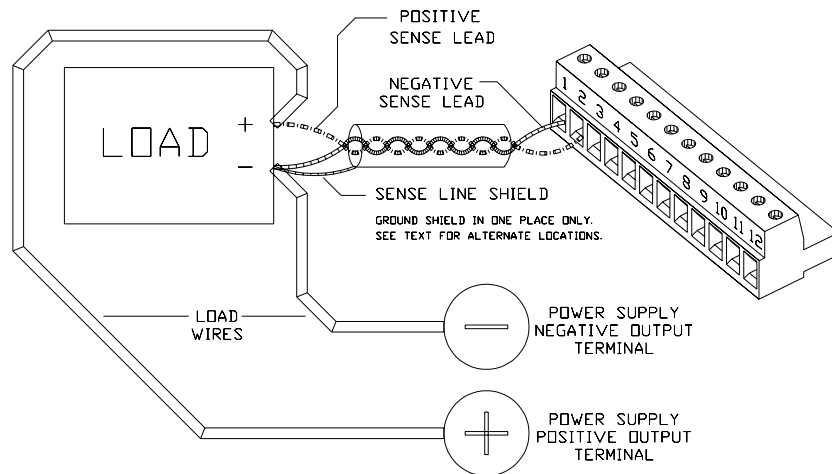 POSITIVE
SENSE LEAD
NEGATIVE
SENSE LEAD
1 2 3 4 5 6 7 8 9 10 11 12
LOAD
+
−
SENSE LINE SHIELD
GROUND SHIELD IN ONE PLACE ONLY.
SEE TEXT FOR ALTERNATE LOCATIONS.
LOAD
WIRES
POWER SUPPLY
NEGATIVE OUTPUT
TERMINAL
POWER SUPPLY
POSITIVE OUTPUT
TERMINAL